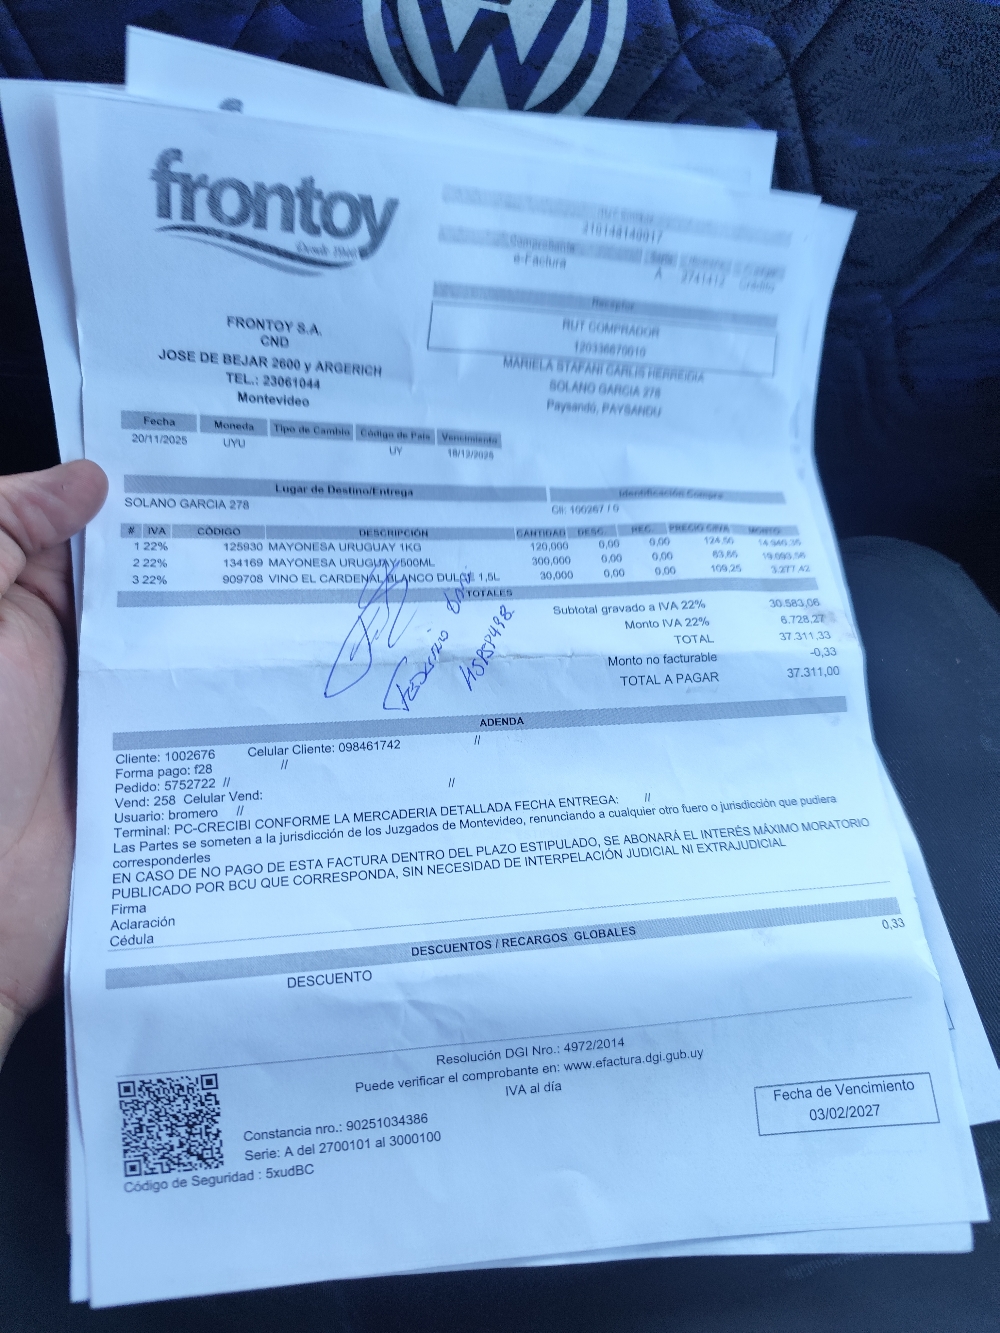 frontoy
Desde 1960
RUT Emisor
210148140017
Comprobante Serie Número
e-Factura A 2741412 Crédito
Receptor
RUT COMPRADOR
120336670010
FRONTOY S.A.
CND
JOSE DE BEJAR 2600 y ARGERICH
TEL.: 23061044
Montevideo
SOLANO GARCIA 278
Paysandú, PAYSANDU
Fecha Moneda Tipo de Cambio Código de País Vencimiento
20/11/2025 UYU UY 18/12/2025
Lugar de Destino/Entrega Identificación Compra
SOLANO GARCIA 278
CII: 100267 / 0
# IVA CÓDIGO DESCRIPCIÓN CANTIDAD DESC. REC. PRECIO C/IVA MONTO
1 22% 125930 MAYONESA URUGUAY 1KG 120,000 0,00 0,00 124,55
2 22% 134169 MAYONESA URUGUAY 500ML 300,000 0,00 0,00 63,65
3 22% 909708 VINO EL CARDENAL BLANCO DULCE 1,5L 30,000 0,00 0,00 109,25 3.277,42
TOTALES
Subtotal gravado a IVA 22% 30.583,06
Monto IVA 22% 6.728,27
TOTAL 37.311,33
Monto no facturable -0,33
TOTAL A PAGAR 37.311,00
ADENDA
Cliente: 1002676 Celular Cliente: 098461742 //
Forma pago: f28 //
Pedido: 5752722 // //
Vend: 258 Celular Vend:
Usuario: bromero //
Terminal: PC-CRECIBI CONFORME LA MERCADERIA DETALLADA FECHA ENTREGA: //
Las Partes se someten a la jurisdicción de los Juzgados de Montevideo, renunciando a cualquier otro fuero o jurisdicción que pudiera
corresponderles
EN CASO DE NO PAGO DE ESTA FACTURA DENTRO DEL PLAZO ESTIPULADO, SE ABONARÁ EL INTERÉS MÁXIMO MORATORIO
PUBLICADO POR BCU QUE CORRESPONDA, SIN NECESIDAD DE INTERPELACIÓN JUDICIAL NI EXTRAJUDICIAL
Firma
Aclaración
Cédula
DESCUENTOS / RECARGOS GLOBALES
DESCUENTO 0,33
Resolución DGI Nro.: 4972/2014
Puede verificar el comprobante en: www.efactura.dgi.gub.uy
IVA al día
Constancia nro.: 90251034386
Serie: A del 2700101 al 3000100
Código de Seguridad : 5xudBC
Fecha de Vencimiento
03/02/2027